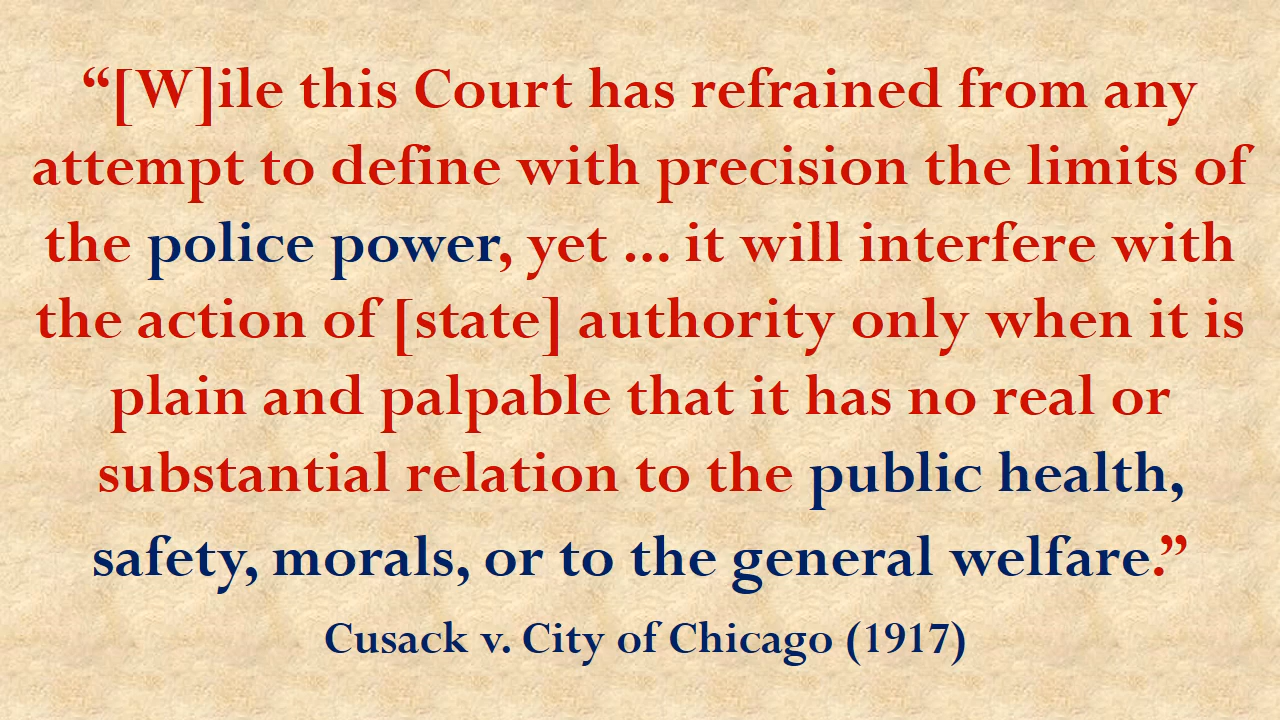 “[W]ile this Court has refrained from any
attempt to define with precision the limits of
the police power, yet ... it will interfere with
the action of [state] authority only when it is
plain and palpable that it has no real or
substantial relation to the public health,
safety, morals, or to the general welfare.”
Cusack v. City of Chicago (1917)